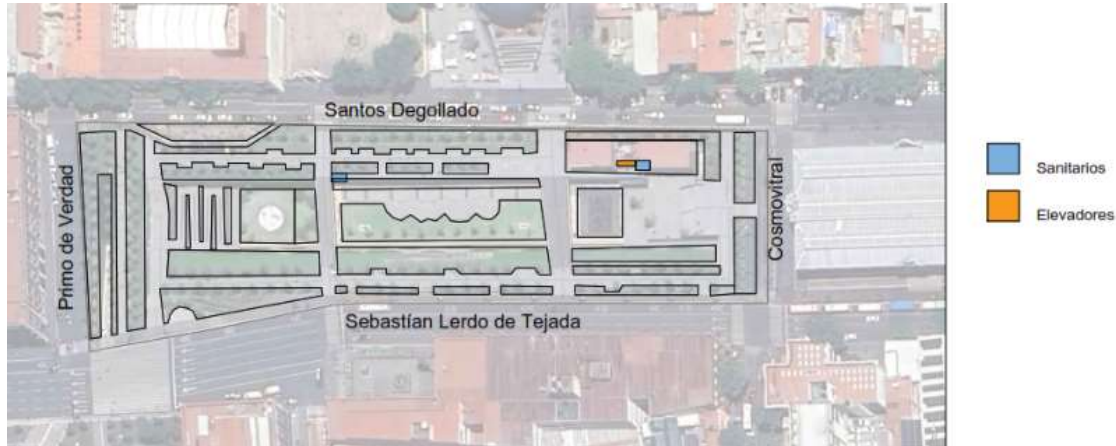 Santos Degollado
Primo de Verdad
Cosmovitral
Sebastían Lerdo de Tejada
Sanitarios
Elevadores